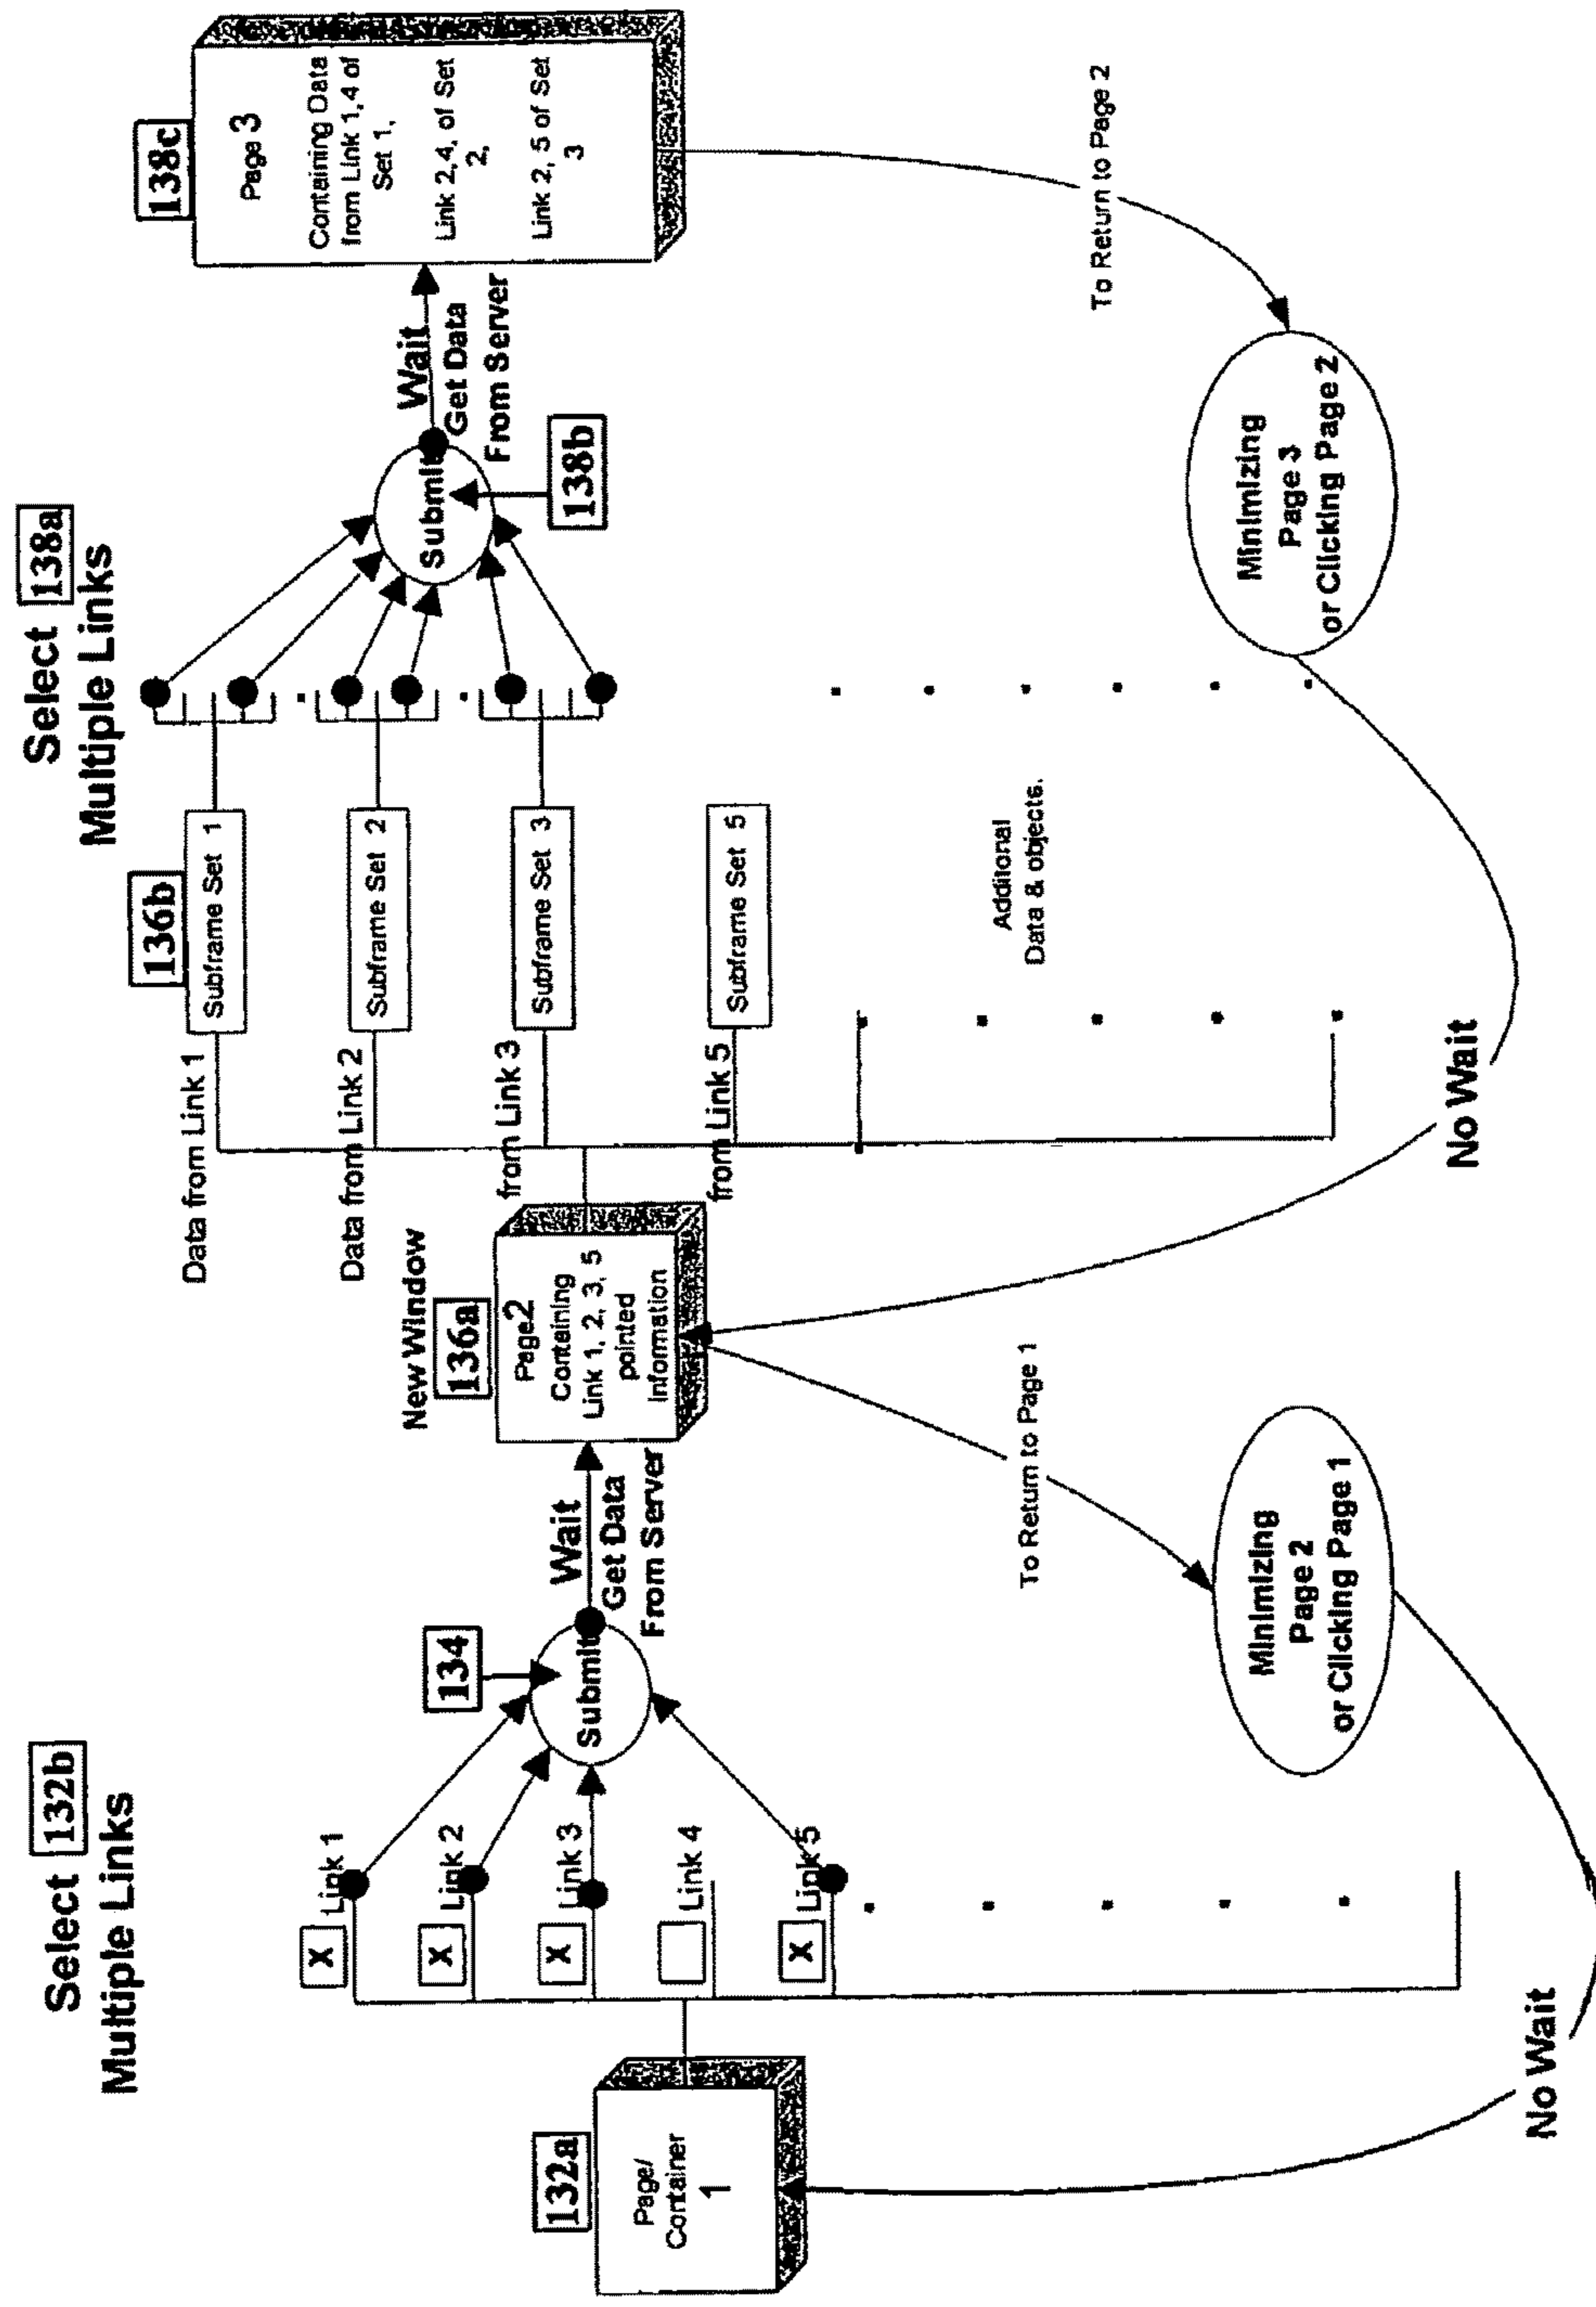 Select 132b
Multiple Links
132a
Page/
Container
1
X Link 1
X Link 2
X Link 3
Link 4
X Link 5
134
Submit
Wait
Get Data
From Server
New Window
136a
Page 2
Containing
Link 1, 2, 3, 5
pointed
Information
To Return to Page 1
Minimizing
Page 2
or Clicking Page 1
No Wait
Select 138a
Multiple Links
136b
Data from Link 1
Subframe Set 1
Data from Link 2
Subframe Set 2
from Link 3
Subframe Set 3
from Link 5
Subframe Set 5
Additonal
Data & objects.
Submit
138b
Wait
Get Data
From Server
138c
Page 3
Containing Data
from Link 1,4 of
Set 1,
Link 2,4, of Set
2,
Link 2, 5 of Set
3
To Return to Page 2
Minimizing
Page 3
or Clicking Page 2
No Wait